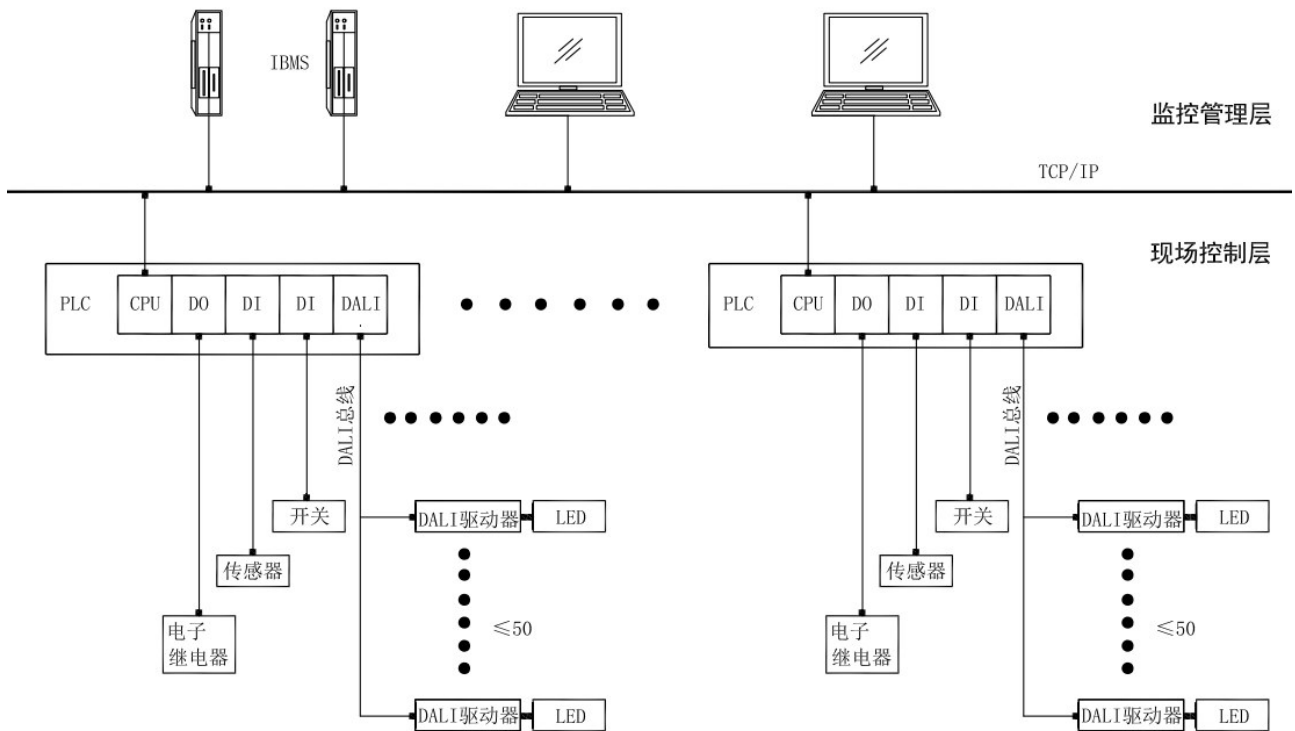 IBMS
监控管理层
TCP/IP
现场控制层
PLC CPU DO DI DI DALI
PLC CPU DO DI DI DALI
DALI总线
DALI总线
开关
DALI驱动器 LED
开关
DALI驱动器 LED
传感器
传感器
电子
继电器
≤50
电子
继电器
≤50
DALI驱动器 LED
DALI驱动器 LED